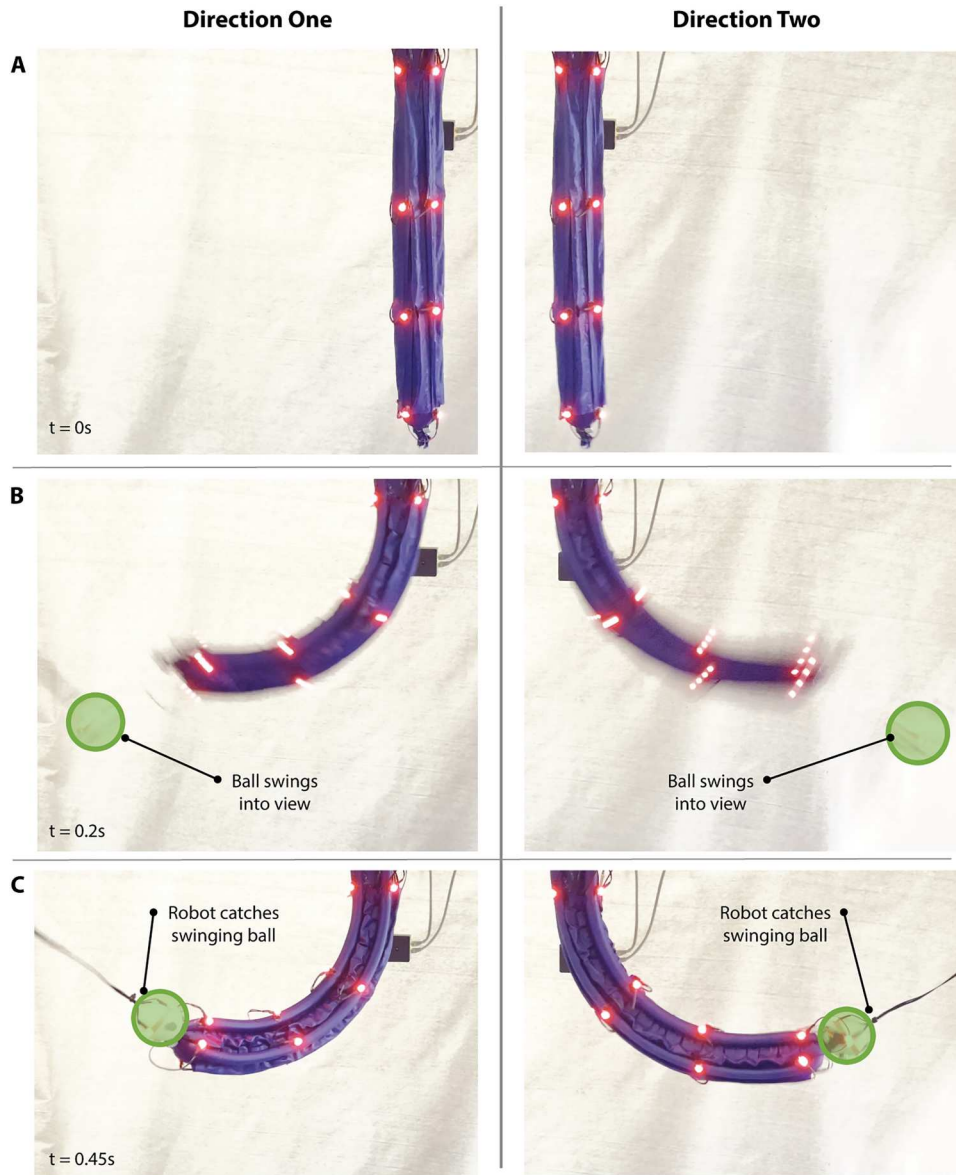 Direction One
Direction Two
A
t = 0s
B
Ball swings
into view
t = 0.2s
Ball swings
into view
C
Robot catches
swinging ball
t = 0.45s
Robot catches
swinging ball